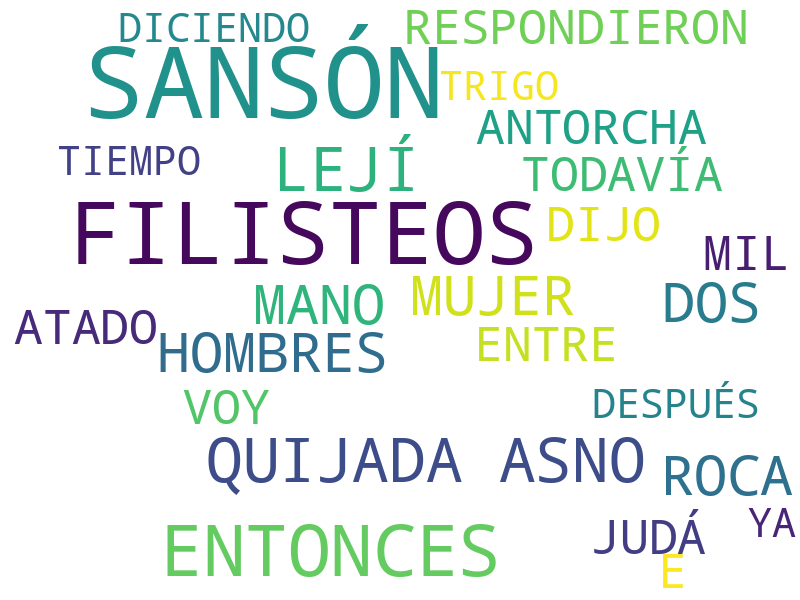 DICIENDO RESPONDIERON
SANSÓN TRIGO
ANTORCHA
TIEMPO LEJÍ TODAVÍA
FILISTEOS DIJO
MIL
MANO MUJER DOS
ATADO HOMBRES ENTRE
VOY DESPUÉS
QUIJADA ASNO ROCA
ENTONCES JUDÁ YA
E